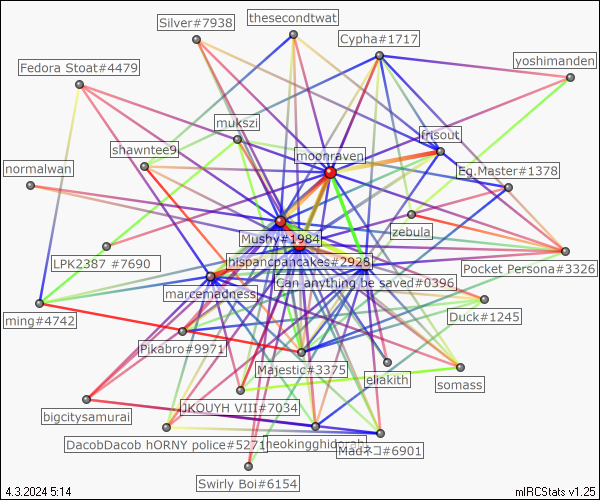 Silver#7938
thesecondtwat
Cypha#1717
yoshimanden
Fedora Stoat#4479
mukszi
frisout
shawntee9
moonraven
Eg.Master#1378
normalwan
zebula
Mushy#1984
LPK2387 #7690
hispancpancakes#2928
Pocket Persona#3326
Can anything be saved#0396
marcemadness
ming#4742
Duck#1245
Pikabro#9971
Majestic#3375
eliakith
somass
JKOUYH VIII#7034
bigcitysamurai
DacobDacob hORNY police#5271
theokingghidorah
Madネコ#6901
Swirly Boi#6154
4.3.2024 5:14
mIRCStats v1.25